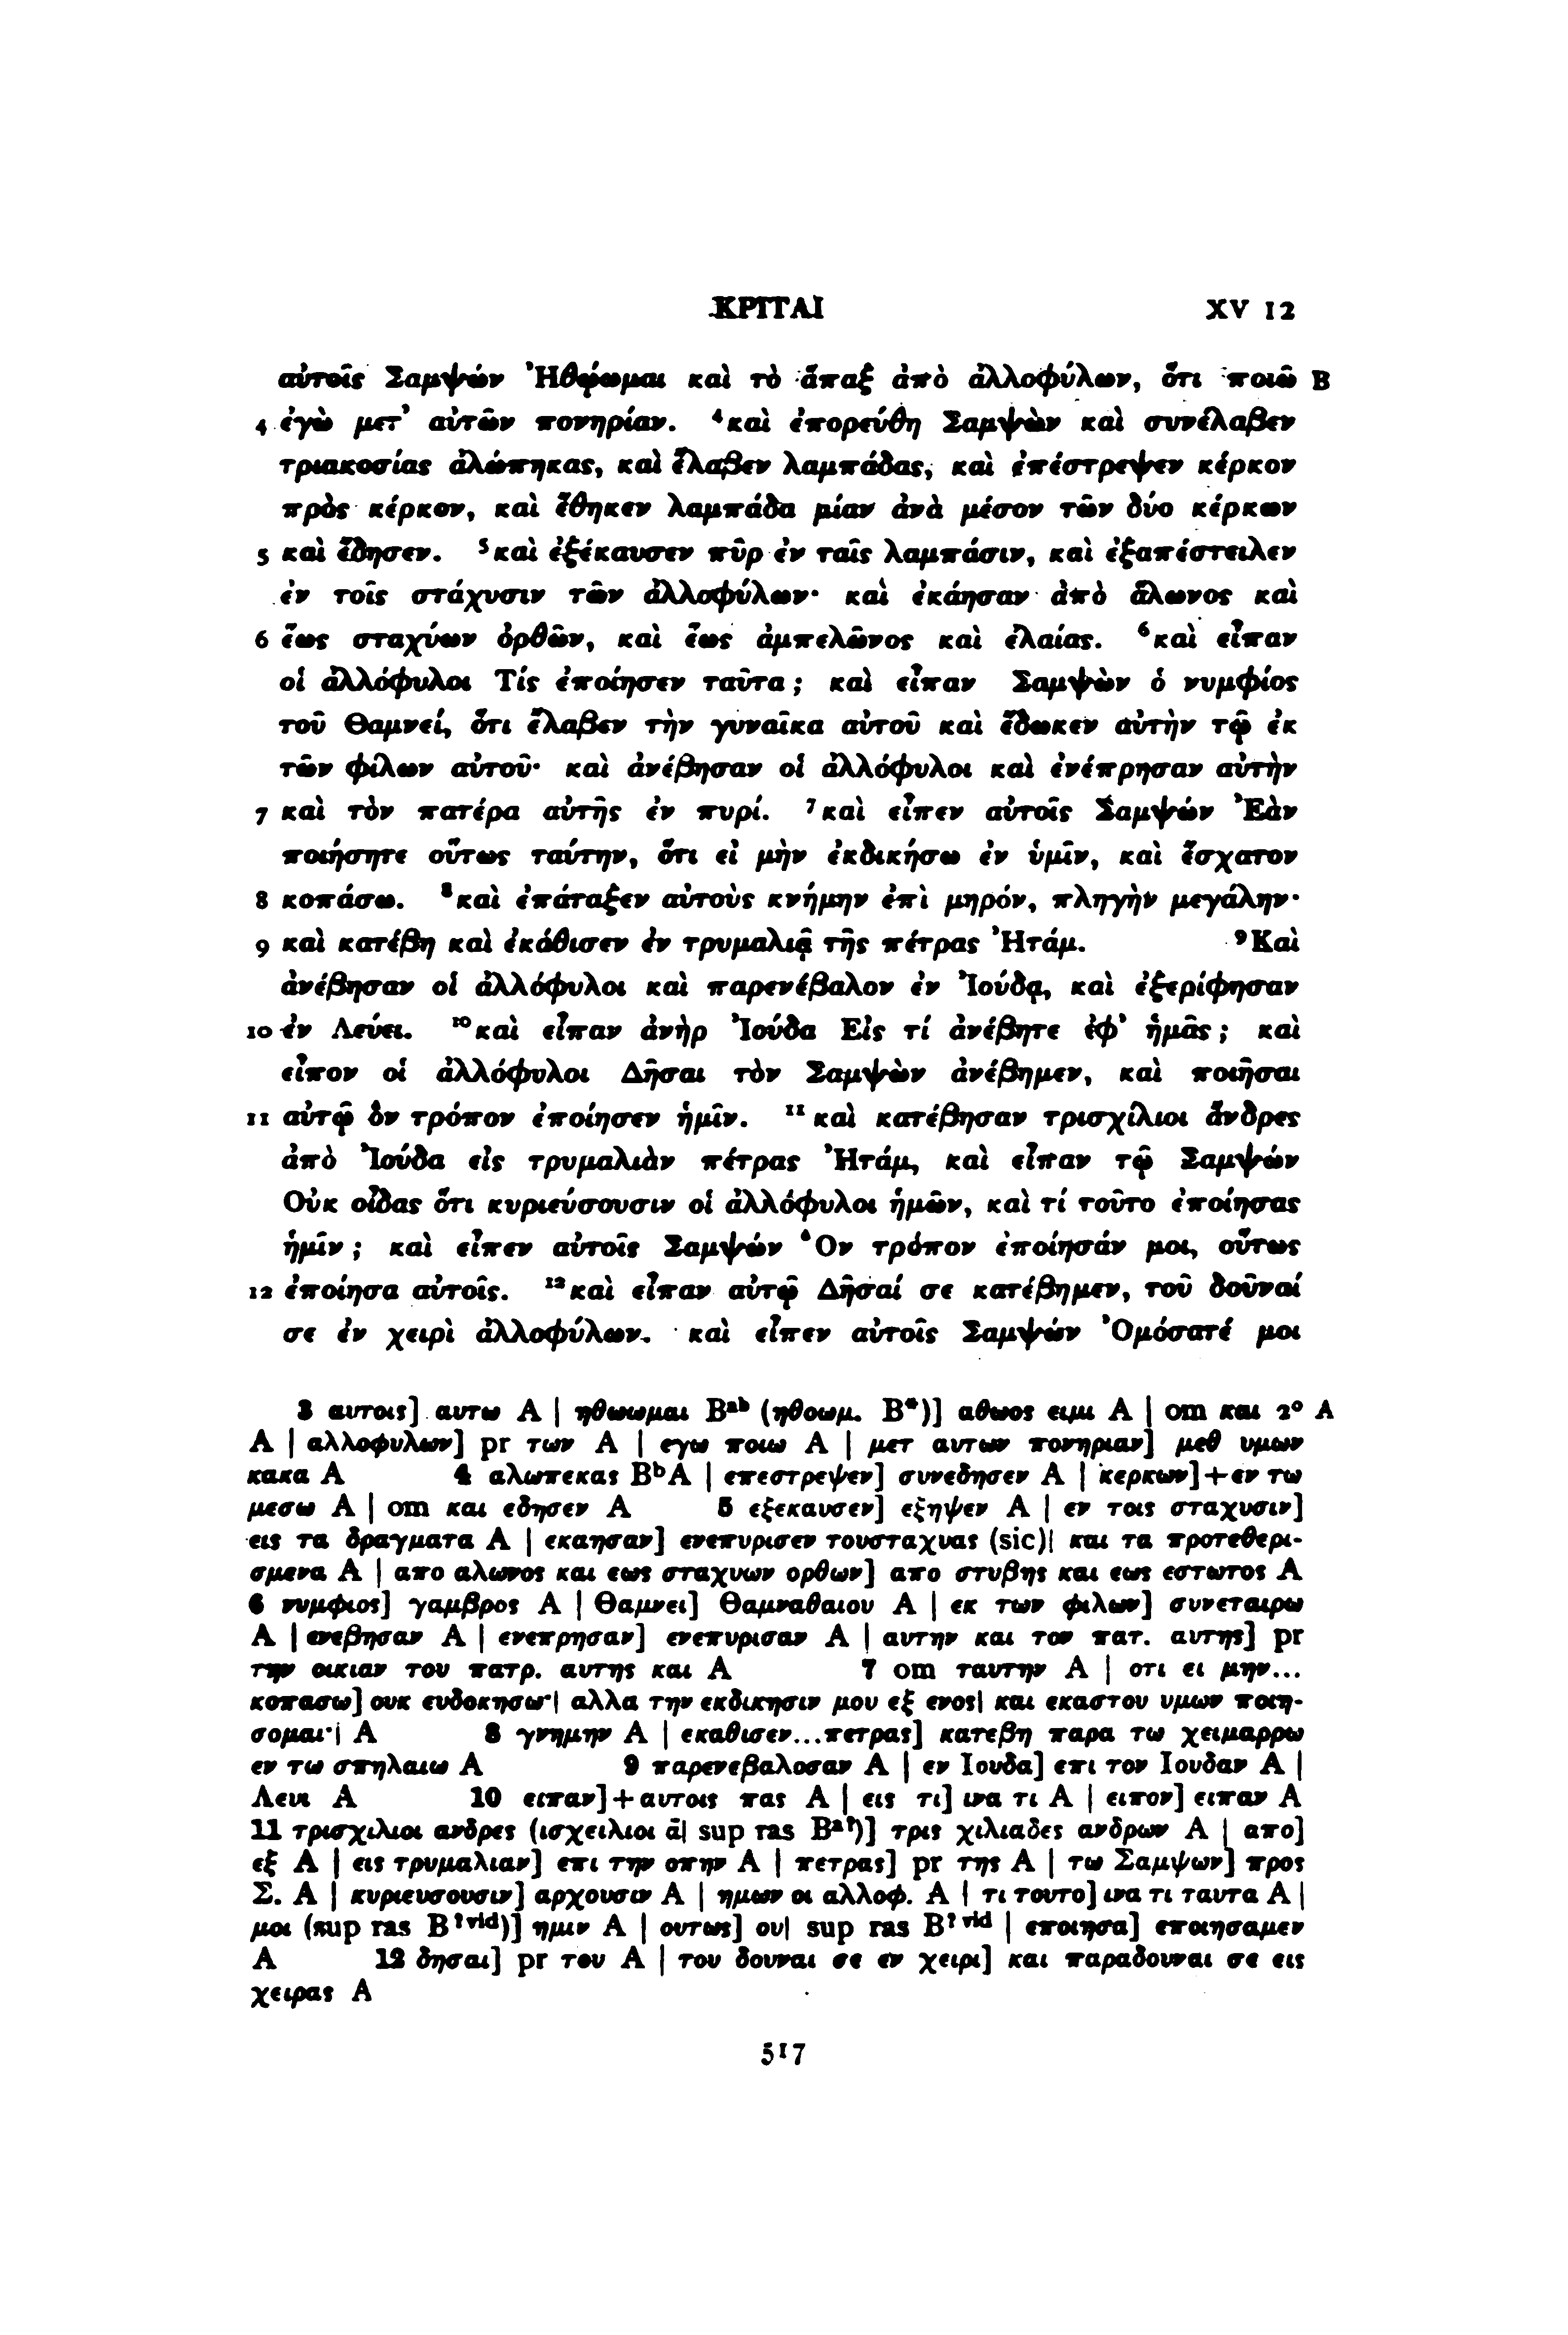 ΚΡΙΤΑΙ XV 12
αὐτοῖς Σαμψών Ἠθῴωμαι καὶ τὸ ἅπαξ ἀπὸ ἀλλοφύλων, ὅτι ποιῶ B
4 ἐγὼ μετ’ αὐτῶν πονηρίαν. ⁴καὶ ἐπορεύθη Σαμψὼν καὶ συνέλαβεν
τριακοσίας ἀλώπηκας, καὶ ἔλαβεν λαμπάδας, καὶ ἐπέστρεψεν κέρκον
πρὸς κέρκον, καὶ ἔθηκεν λαμπάδα μίαν ἀνὰ μέσον τῶν δύο κέρκων
5 καὶ ἔδησεν. ⁵καὶ ἐξέκαυσεν πῦρ ἐν ταῖς λαμπάσιν, καὶ ἐξαπέστειλεν
ἐν τοῖς στάχυσιν τῶν ἀλλοφύλων· καὶ ἐκάησαν ἀπὸ ἅλωνος καὶ
6 ἕως σταχύων ὀρθῶν, καὶ ἕως ἀμπελῶνος καὶ ἐλαίας. ⁶καὶ εἶπαν
οἱ ἀλλόφυλοι Τίς ἐποίησεν ταῦτα; καὶ εἶπαν Σαμψὼν ὁ νυμφίος
τοῦ Θαμνεί, ὅτι ἔλαβεν τὴν γυναῖκα αὐτοῦ καὶ ἔδωκεν αὐτὴν τῷ ἐκ
τῶν φίλων αὐτοῦ· καὶ ἀνέβησαν οἱ ἀλλόφυλοι καὶ ἐνέπρησαν αὐτὴν
7 καὶ τὸν πατέρα αὐτῆς ἐν πυρί. ⁷καὶ εἶπεν αὐτοῖς Σαμψών Ἐὰν
ποιήσητε οὕτως ταύτην, ὅτι εἰ μὴν ἐκδικήσω ἐν ὑμῖν, καὶ ἔσχατον
8 κοπάσω. ⁸καὶ ἐπάταξεν αὐτοὺς κνήμην ἐπὶ μηρόν, πληγὴν μεγάλην·
9 καὶ κατέβη καὶ ἐκάθισεν ἐν τρυμαλιᾷ τῆς πέτρας Ἠτάμ. ⁹Καὶ
ἀνέβησαν οἱ ἀλλόφυλοι καὶ παρενέβαλον ἐν Ἰούδᾳ, καὶ ἐξερίφησαν
10 ἐν Λεύει. ¹⁰καὶ εἶπαν ἀνὴρ Ἰούδα Εἰς τί ἀνέβητε ἐφ’ ἡμᾶς; καὶ
εἶπον οἱ ἀλλόφυλοι Δῆσαι τὸν Σαμψὼν ἀνέβημεν, καὶ ποιῆσαι
11 αὐτῷ ὃν τρόπον ἐποίησεν ἡμῖν. ¹¹καὶ κατέβησαν τρισχίλιοι ἄνδρες
ἀπὸ Ἰούδα εἰς τρυμαλιὰν πέτρας Ἠτάμ, καὶ εἶπαν τῷ Σαμψών
Οὐκ οἶδας ὅτι κυριεύσουσιν οἱ ἀλλόφυλοι ἡμῶν, καὶ τί τοῦτο ἐποίησας
ἡμῖν; καὶ εἶπεν αὐτοῖς Σαμψών Ὃν τρόπον ἐποίησάν μοι, οὕτως
12 ἐποίησα αὐτοῖς. ¹²καὶ εἶπαν αὐτῷ Δῆσαί σε κατέβημεν, τοῦ δοῦναί
σε ἐν χειρὶ ἀλλοφύλων. καὶ εἶπεν αὐτοῖς Σαμψών Ὀμόσατέ μοι
3 αυτοις] αυτω A | ηθωωμαι Bᵃᵇ (ηθοωμ. B*)] αθωος ειμι A | om και 2° A
A | αλλοφυλων] pr των A | εγω ποιω A | μετ αυτων πονηριαν] μεθ υμων
κακα A 4 αλωπεκας BᵇA | επεστρεψεν] συνεδησεν A | κερκων]+εν τω
μεσω A | om και εδησεν A 5 εξεκαυσεν] εξηψεν A | εν τοις σταχυσιν]
εις τα δραγματα A | εκαησαν] ενεπυρισεν τουσταχυας (sic)| και τα προτεθερι-
σμενα A | απο αλωνος και εως σταχυων ορθων] απο στυβης και εως εστωτος A
6 νυμφιος] γαμβρος A | Θαμνει] Θαμναθαιου A | εκ των φιλων] συνεταιρω
A | ενεβησαν A | ενεπρησαν] ενεπυρισαν A | αυτην και τον πατ. αυτης] pr
την οικιαν του πατρ. αυτης και A 7 om ταυτην A | οτι ει μην...
κοπασω] ουκ ευδοκησω·| αλλα την εκδικησιν μου εξ ενος| και εκαστου υμων ποιη-
σομαι·| A 8 γνημην A | εκαθισεν...πετρας] κατεβη παρα τω χειμαρρω
εν τω σπηλαιω A 9 παρενεβαλοσαν A | εν Ιουδα] επι τον Ιουδαν A |
Λευι A 10 ειπαν]+αυτοις πας A | εις τι] ινα τι A | ειπον] ειπαν A
11 τρισχιλιοι ανδρες (ισχειλιοι ᾱ| sup ras Bᵃᵗ)] τρις χιλιαδες ανδρων A | απο]
εξ A | εις τρυμαλιαν] επι την οπην A | πετρας] pr της A | τω Σαμψων] προς
Σ. A | κυριευσουσιν] αρχουσιν A | ημων οι αλλοφ. A | τι τουτο] ινα τι ταυτα A |
μοι (sup ras B?ᵛⁱᵈ)] ημιν A | ουτως] ου| sup ras B?ᵛⁱᵈ | εποιησα] εποιησαμεν
A 12 δησαι] pr του A | του δουναι σε εν χειρι] και παραδουναι σε εις
χειρας A
517